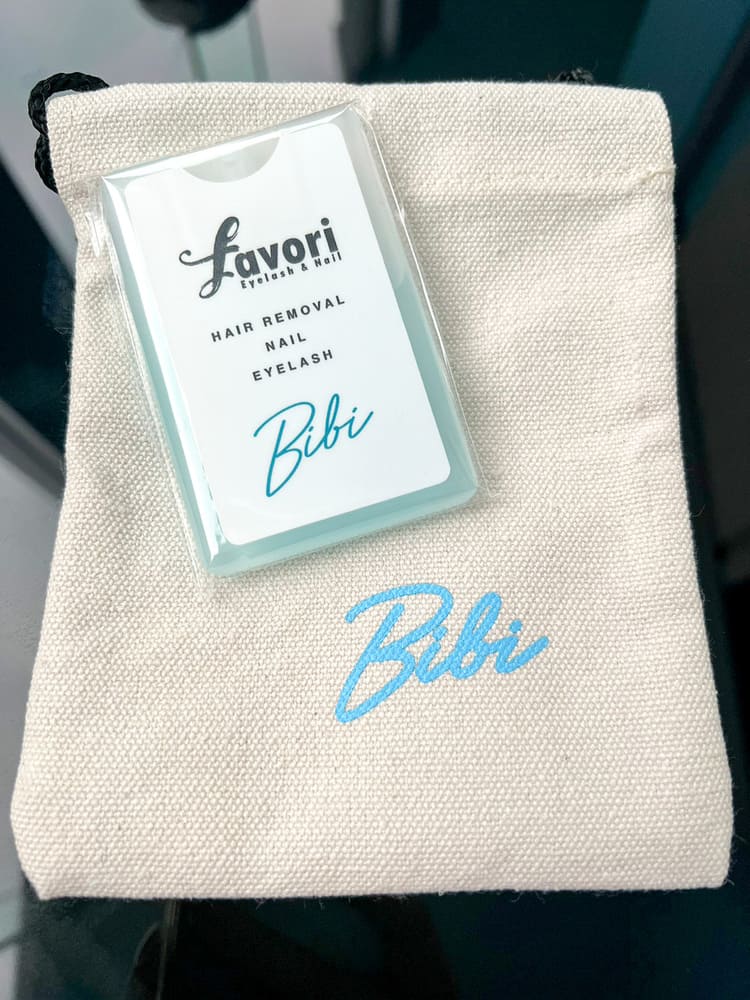 Favori
Eyelash & Nail
HAIR REMOVAL
NAIL
EYELASH
Bibi
Bibi